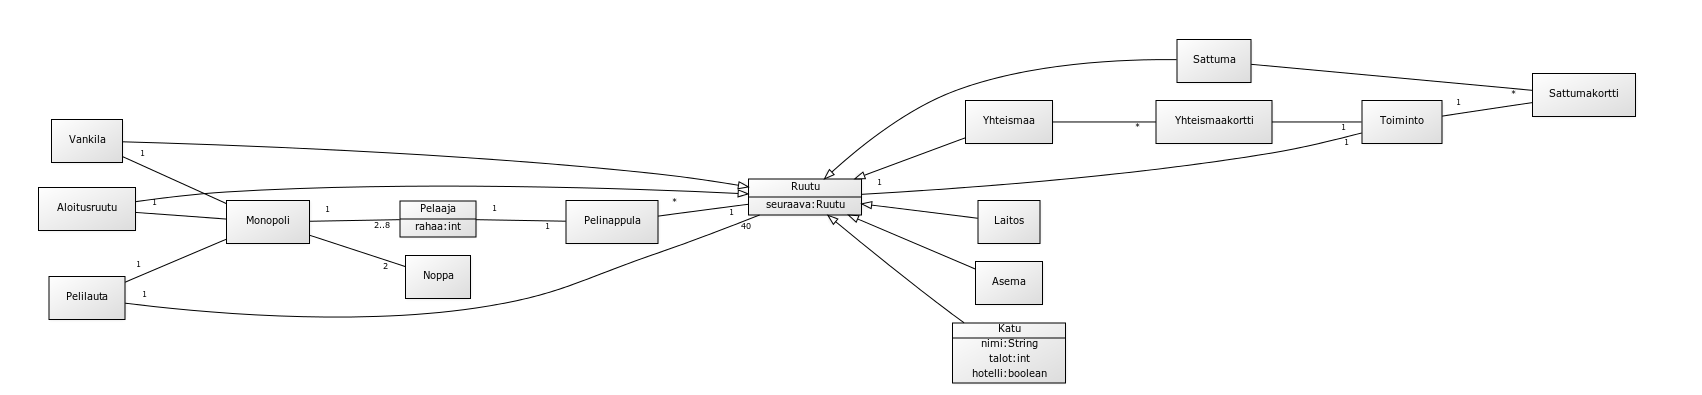 Sattuma
Sattumakortti
*
1
Yhteismaa
*
Yhteismaakortti
1
Toiminto
1
Vankila
1
Aloitusruutu
1
Monopoli
1
2..8
Pelaaja
rahaa:int
1
1
Pelinappula
*
1
40
Ruutu
seuraava:Ruutu
1
Laitos
Noppa
2
Asema
Pelilauta
1
1
Katu
nimi:String
talot:int
hotelli:boolean